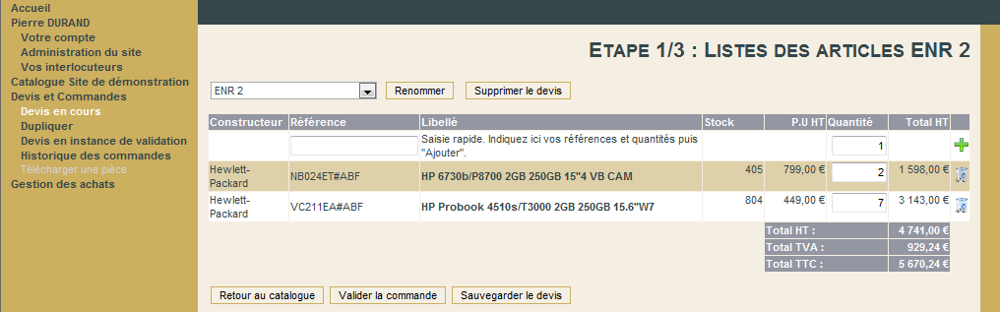 Accueil
Pierre DURAND
Votre compte
Administration du site
Vos interlocuteurs
Catalogue Site de démonstration
Devis et Commandes
Devis en cours
Dupliquer
Devis en instance de validation
Historique des commandes
Télécharger une pièce
Gestion des achats
ETAPE 1/3 : LISTES DES ARTICLES ENR 2
ENR 2 Renommer Supprimer le devis
Constructeur Référence Libellé Stock P.U HT Quantité Total HT
Saisie rapide. Indiquez ici vos références et quantités puis
"Ajouter".
1
Hewlett-
Packard
NB024ET#ABF HP 6730b/P8700 2GB 250GB 15"4 VB CAM 405 799,00 € 2 1 598,00 €
Hewlett-
Packard
VC211EA#ABF HP Probook 4510s/T3000 2GB 250GB 15.6"W7 804 449,00 € 7 3 143,00 €
Total HT : 4 741,00 €
Total TVA : 929,24 €
Total TTC : 5 670,24 €
Retour au catalogue Valider la commande Sauvegarder le devis